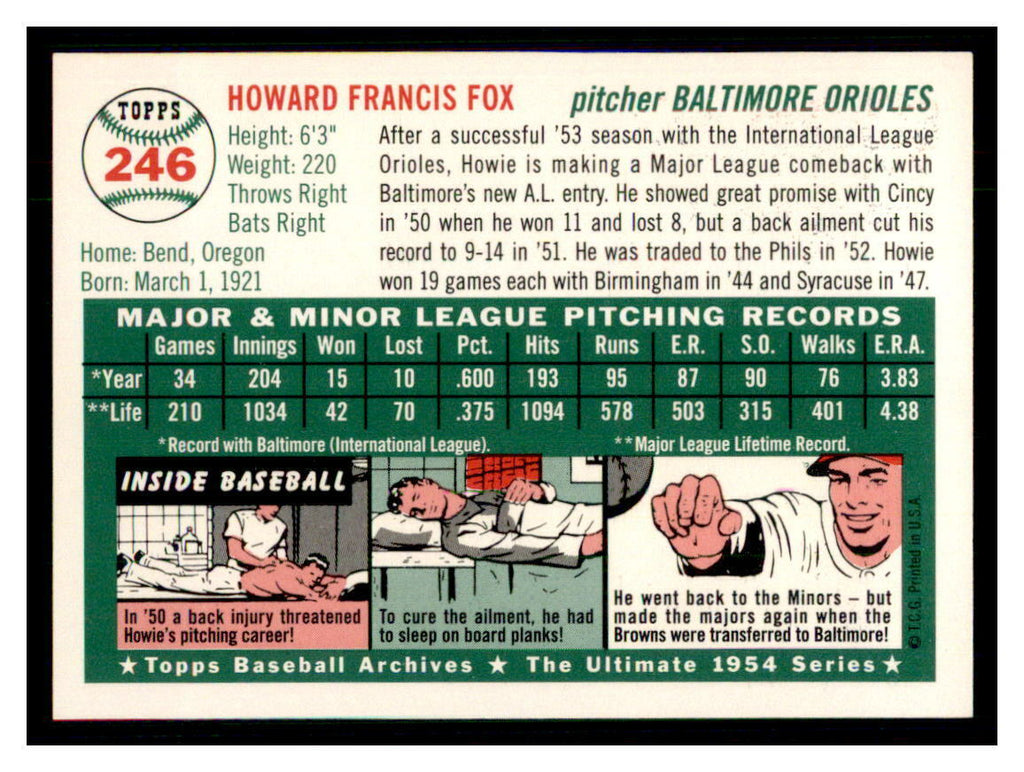 TOPPS
246
HOWARD FRANCIS FOX
pitcher BALTIMORE ORIOLES
Height: 6'3"
Weight: 220
Throws Right
Bats Right
Home: Bend, Oregon
Born: March 1, 1921
After a successful '53 season with the International League
Orioles, Howie is making a Major League comeback with
Baltimore's new A.L. entry. He showed great promise with Cincy
in '50 when he won 11 and lost 8, but a back ailment cut his
record to 9-14 in '51. He was traded to the Phils in '52. Howie
won 19 games each with Birmingham in '44 and Syracuse in '47.
MAJOR & MINOR LEAGUE PITCHING RECORDS
Games Innings Won Lost Pct. Hits Runs E.R. S.O. Walks E.R.A.
*Year 34 204 15 10 .600 193 95 87 90 76 3.83
**Life 210 1034 42 70 .375 1094 578 503 315 401 4.38
*Record with Baltimore (International League). **Major League Lifetime Record.
INSIDE BASEBALL
In '50 a back injury threatened
Howie's pitching career!
To cure the ailment, he had
to sleep on board planks!
He went back to the Minors – but
made the majors again when the
Browns were transferred to Baltimore!
© T.C.G. Printed in U.S.A.
★ Topps Baseball Archives ★ The Ultimate 1954 Series ★